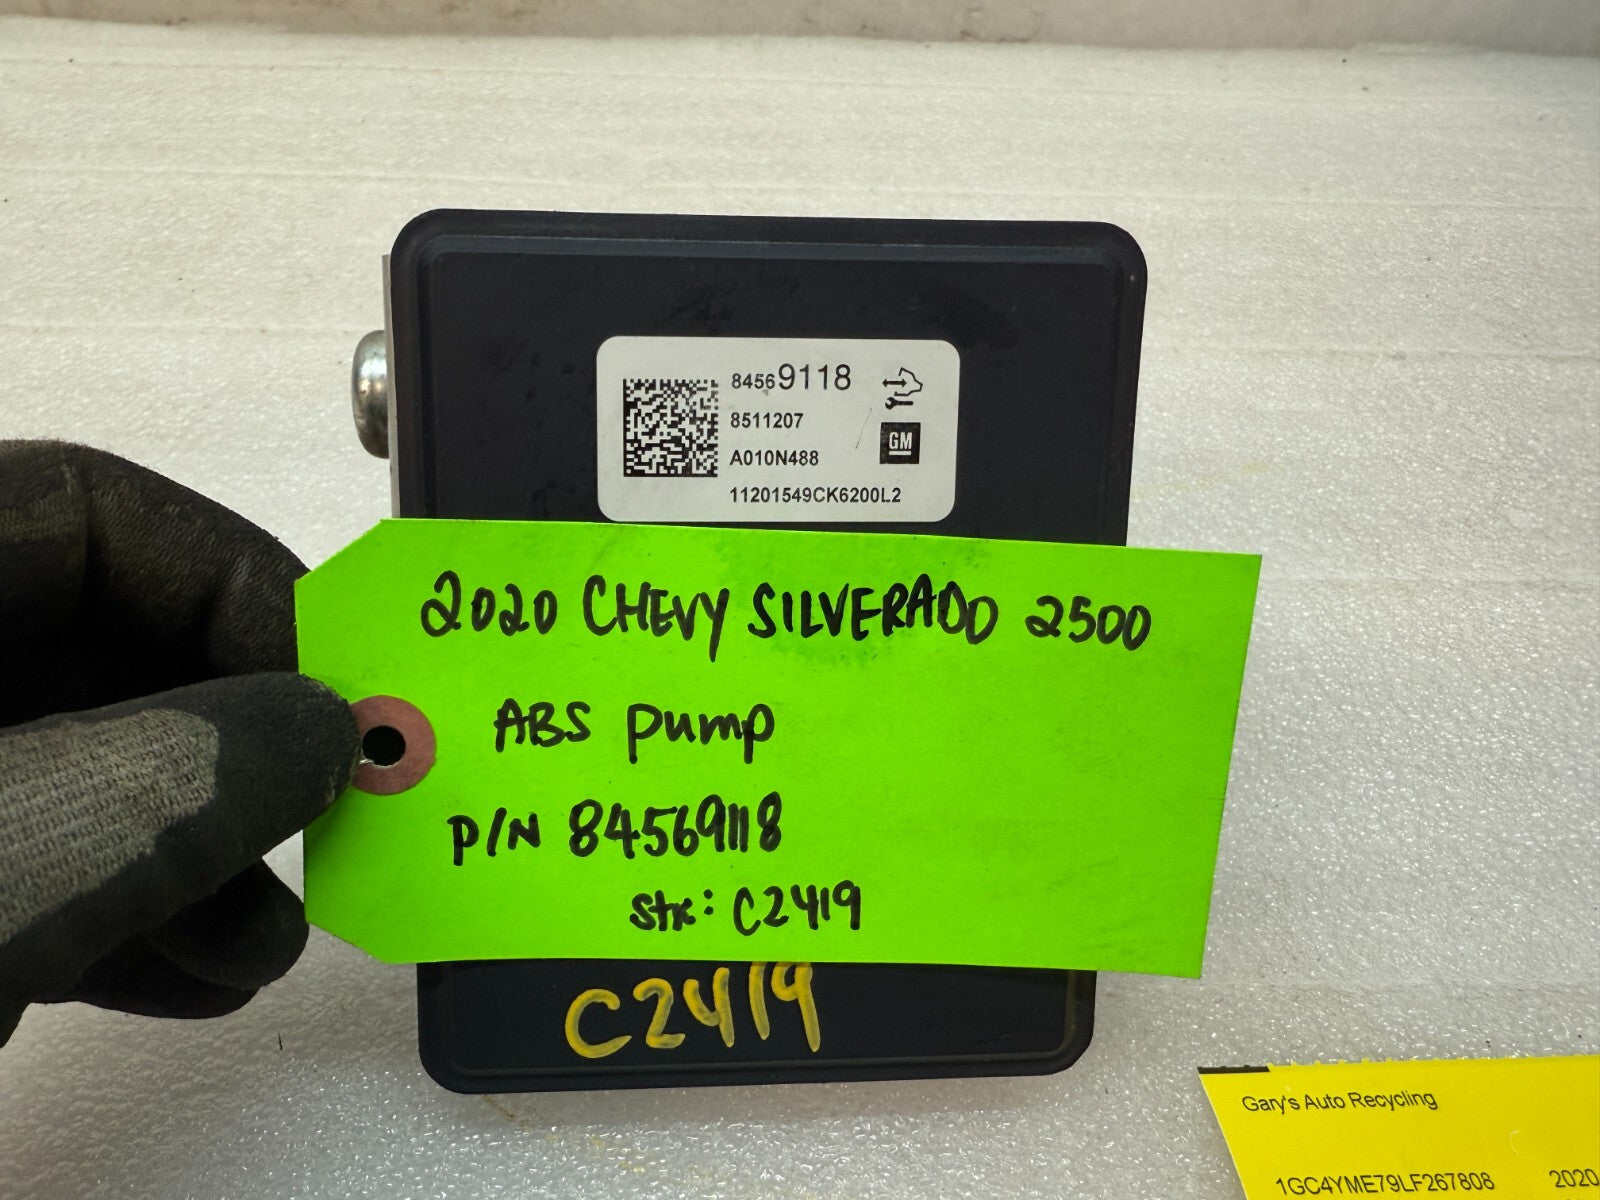 84569118
8511207
A010N488
GM
11201549CK6200L2
2020 CHEVY SILVERADO 2500
ABS pump
P/N 84569118
Stk: C2419
C2419
Gary's Auto Recycling
1GC4YME79LF267808 2020